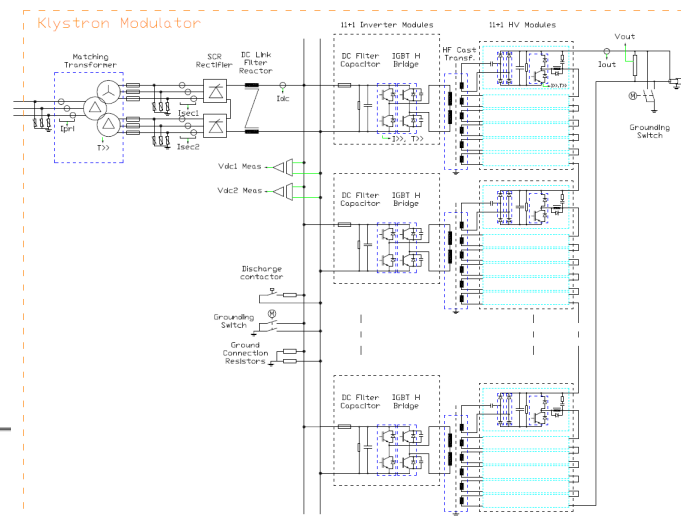 Klystron Modulator
11+1 Inverter Modules
11+1 HV Modules
Matching
Transformer
SCR
Rectifier
DC Link
Filter
Reactor
DC Filter
Capacitor
IGBT H
Bridge
HF Cast
Transf.
Vout
Iout
Idc
Isec1
Isec2
Ipri
T>>
I>>, T>>
I>>,T>>
M
Grounding
Switch
Vdc1 Meas
Vdc2 Meas
DC Filter
Capacitor
IGBT H
Bridge
Discharge
contactor
M
Grounding
Switch
Ground
Connection
Resistors
DC Filter
Capacitor
IGBT H
Bridge